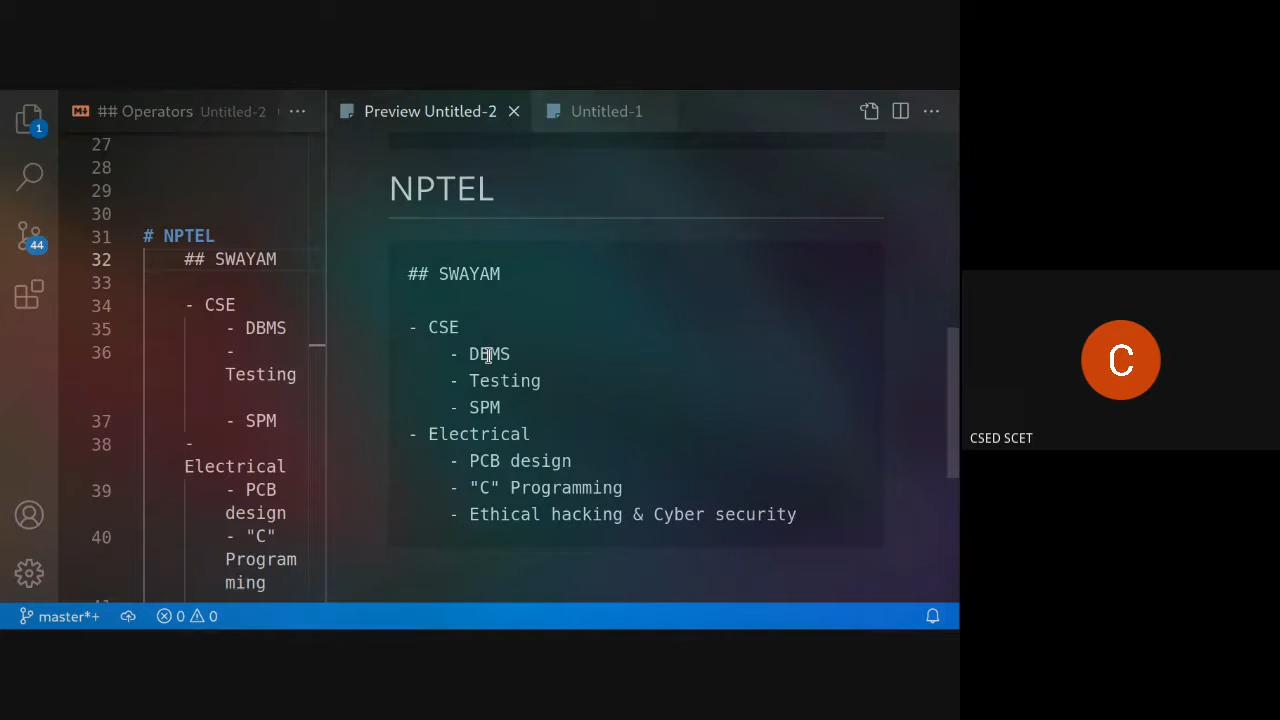 ## Operators Untitled-2 ...
Preview Untitled-2
Untitled-1
...
1
44
27
28
29
30
31 # NPTEL
32 ## SWAYAM
33
34 - CSE
35 - DBMS
36 -
Testing
37 - SPM
38 -
Electrical
39 - PCB
design
40 - "C"
Program
ming
NPTEL
## SWAYAM
- CSE
- DBMS
- Testing
- SPM
- Electrical
- PCB design
- "C" Programming
- Ethical hacking & Cyber security
master*+
0
0
C
CSED SCET